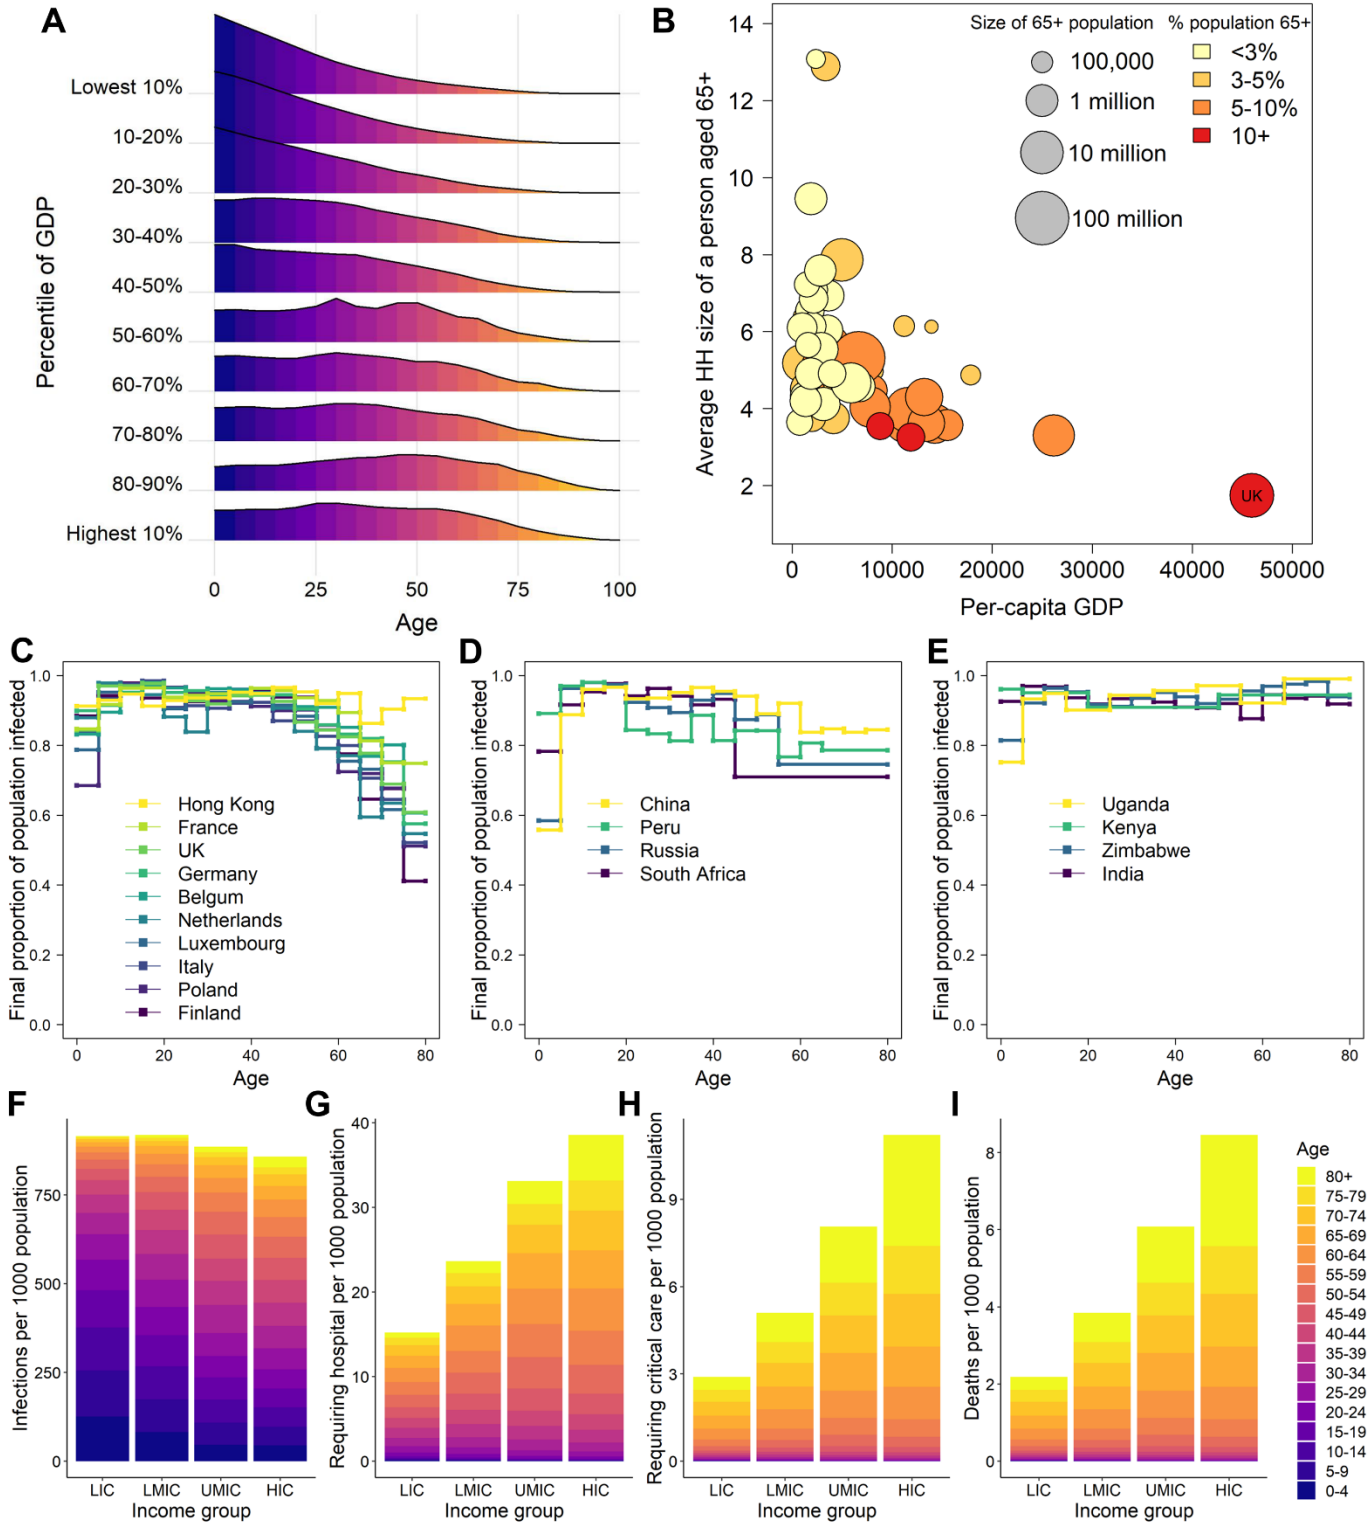 A
Lowest 10%
10-20%
20-30%
30-40%
40-50%
50-60%
60-70%
70-80%
80-90%
Highest 10%
Percentile of GDP
0 25 50 75 100
Age
B
14
12
10
8
6
4
2
Average HH size of a person aged 65+
Size of 65+ population
100,000
1 million
10 million
100 million
% population 65+
<3%
3-5%
5-10%
10+
UK
0 10000 20000 30000 40000 50000
Per-capita GDP
C
Final proportion of population infected
1.0
0.8
0.6
0.4
0.2
0.0
Hong Kong
France
UK
Germany
Belgum
Netherlands
Luxembourg
Italy
Poland
Finland
0 20 40 60 80
Age
D
Final proportion of population infected
1.0
0.8
0.6
0.4
0.2
0.0
China
Peru
Russia
South Africa
0 20 40 60 80
Age
E
Final proportion of population infected
1.0
0.8
0.6
0.4
0.2
0.0
Uganda
Kenya
Zimbabwe
India
0 20 40 60 80
Age
F
Infections per 1000 population
750
500
250
0
LIC LMIC UMIC HIC
Income group
G
Requiring hospital per 1000 population
40
30
20
10
0
LIC LMIC UMIC HIC
Income group
H
Requiring critical care per 1000 population
9
6
3
0
LIC LMIC UMIC HIC
Income group
I
Deaths per 1000 population
8
6
4
2
0
LIC LMIC UMIC HIC
Income group
Age
80+
75-79
70-74
65-69
60-64
55-59
50-54
45-49
40-44
35-39
30-34
25-29
20-24
15-19
10-14
5-9
0-4